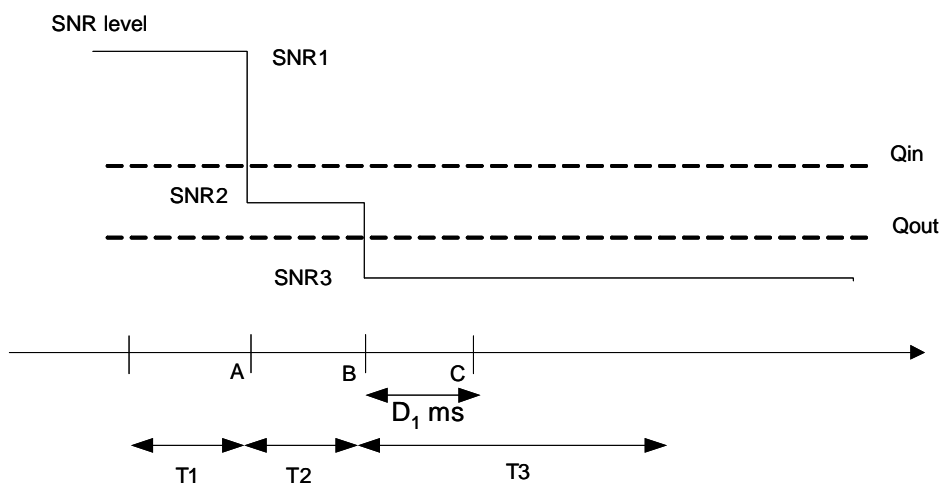 SNR level
SNR1
Qin
SNR2
Qout
SNR3
A
B
C
D₁ ms
T1
T2
T3